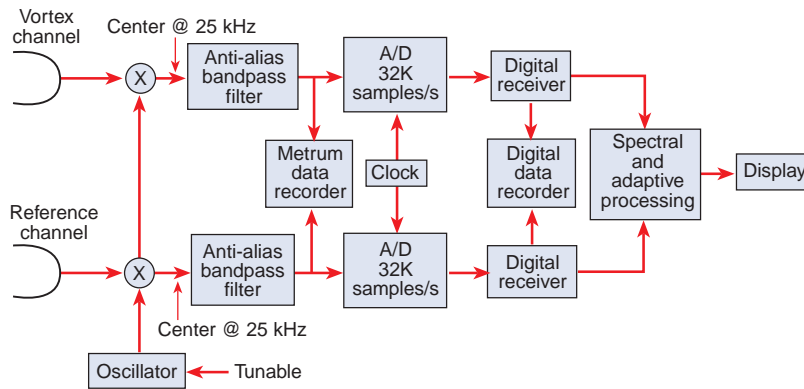 Vortex
channel
Center @ 25 kHz
X
Anti-alias
bandpass
filter
A/D
32K
samples/s
Digital
receiver
Metrum
data
recorder
Clock
Digital
data
recorder
Spectral
and
adaptive
processing
Display
Reference
channel
X
Anti-alias
bandpass
filter
A/D
32K
samples/s
Digital
receiver
Center @ 25 kHz
Oscillator
Tunable